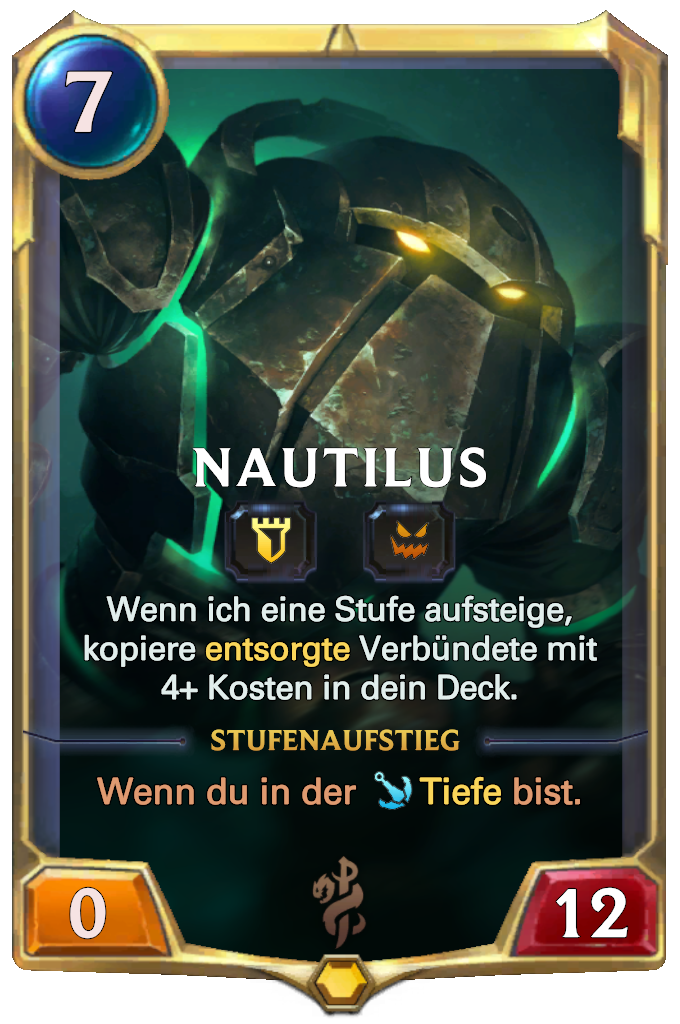 7
NAUTILUS
Wenn ich eine Stufe aufsteige,
kopiere entsorgte Verbündete mit
4+ Kosten in dein Deck.
STUFENAUFSTIEG
Wenn du in der Tiefe bist.
0
12